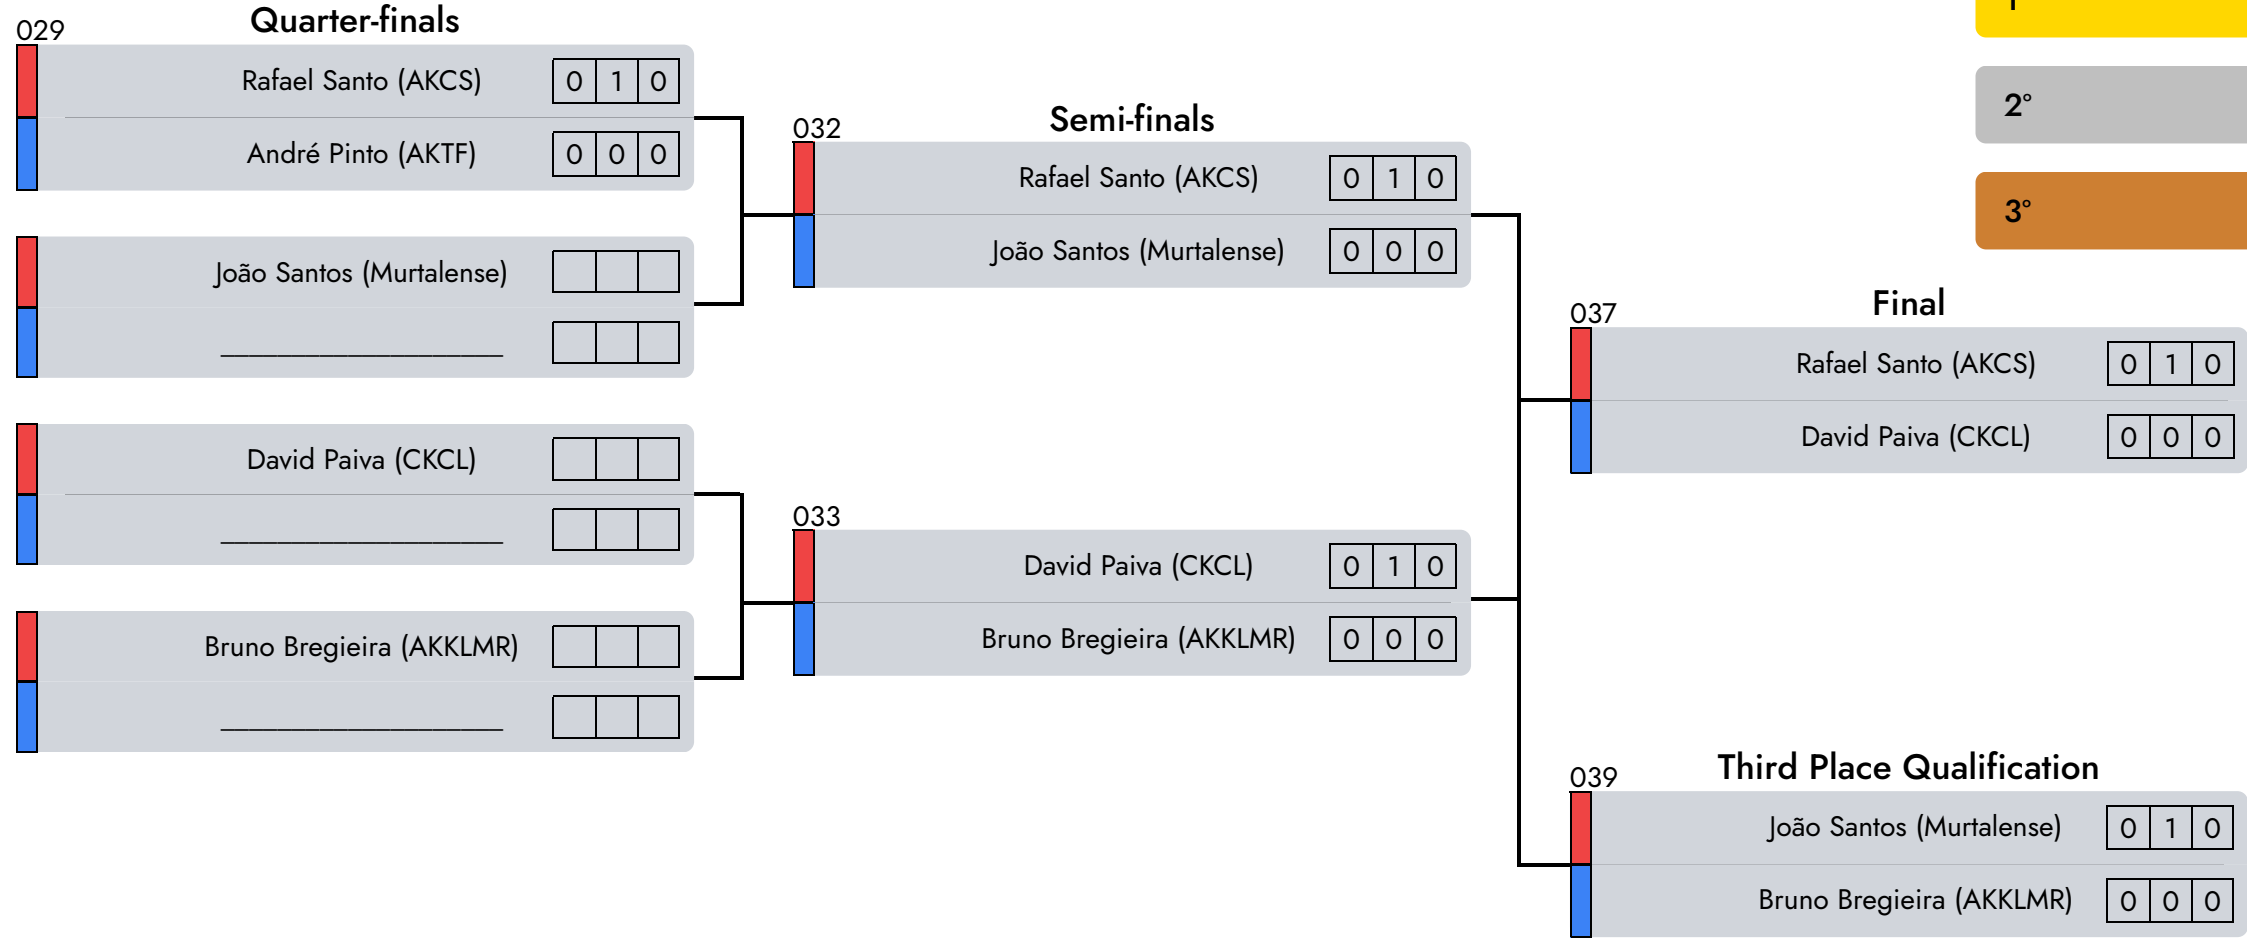 Quarter-finals
029
Rafael Santo (AKCS) 0 1 0
André Pinto (AKTF) 0 0 0
João Santos (Murtalense)
David Paiva (CKCL)
Bruno Bregieira (AKKLMR)
Semi-finals
032
Rafael Santo (AKCS) 0 1 0
João Santos (Murtalense) 0 0 0
033
David Paiva (CKCL) 0 1 0
Bruno Bregieira (AKKLMR) 0 0 0
2°
3°
Final
037
Rafael Santo (AKCS) 0 1 0
David Paiva (CKCL) 0 0 0
Third Place Qualification
039
João Santos (Murtalense) 0 1 0
Bruno Bregieira (AKKLMR) 0 0 0